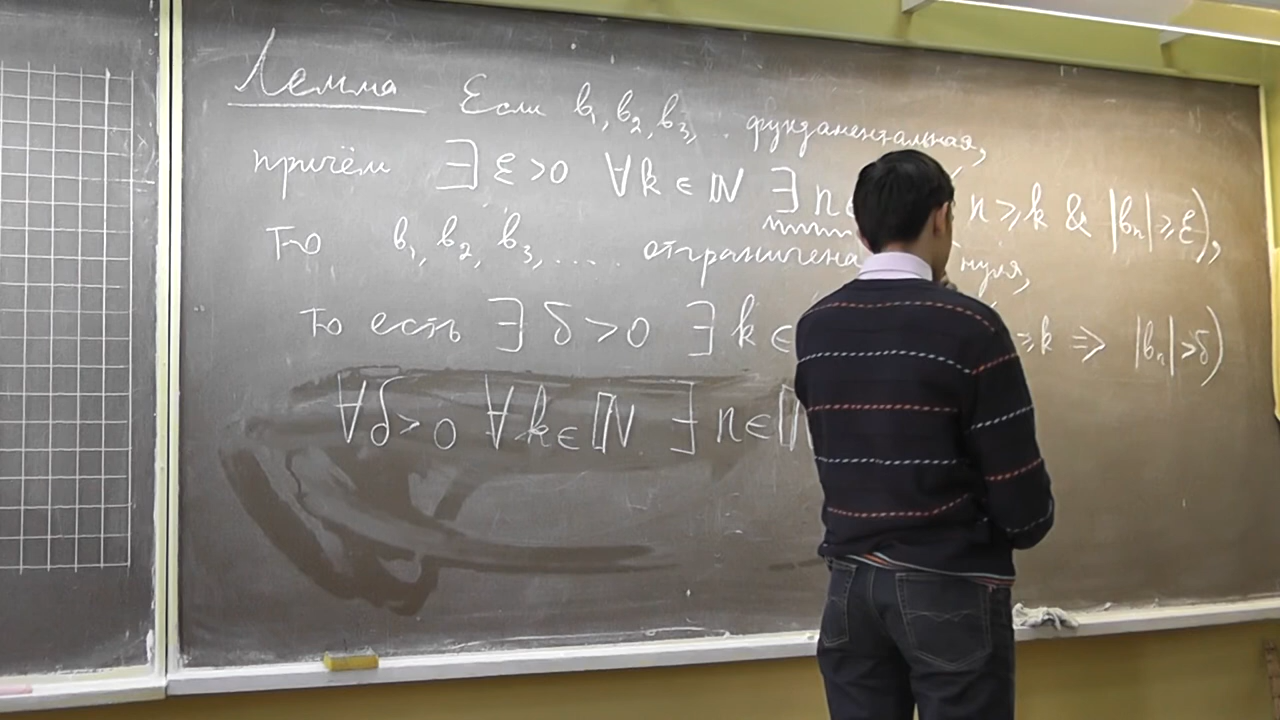 Лемма Если b₁, b₂, b₃, ... фундаментальная,
причём ∃ ε>0 ∀k∈ℕ ∃n∈ n≥k & |bₙ|≥ε),
То b₁, b₂, b₃, .... отграничена нуля,
то есть ∃ δ>0 ∃k∈ ≥k ⇒ |bₙ|>δ)
∀δ>0 ∀k∈ℕ ∃n∈ℕ